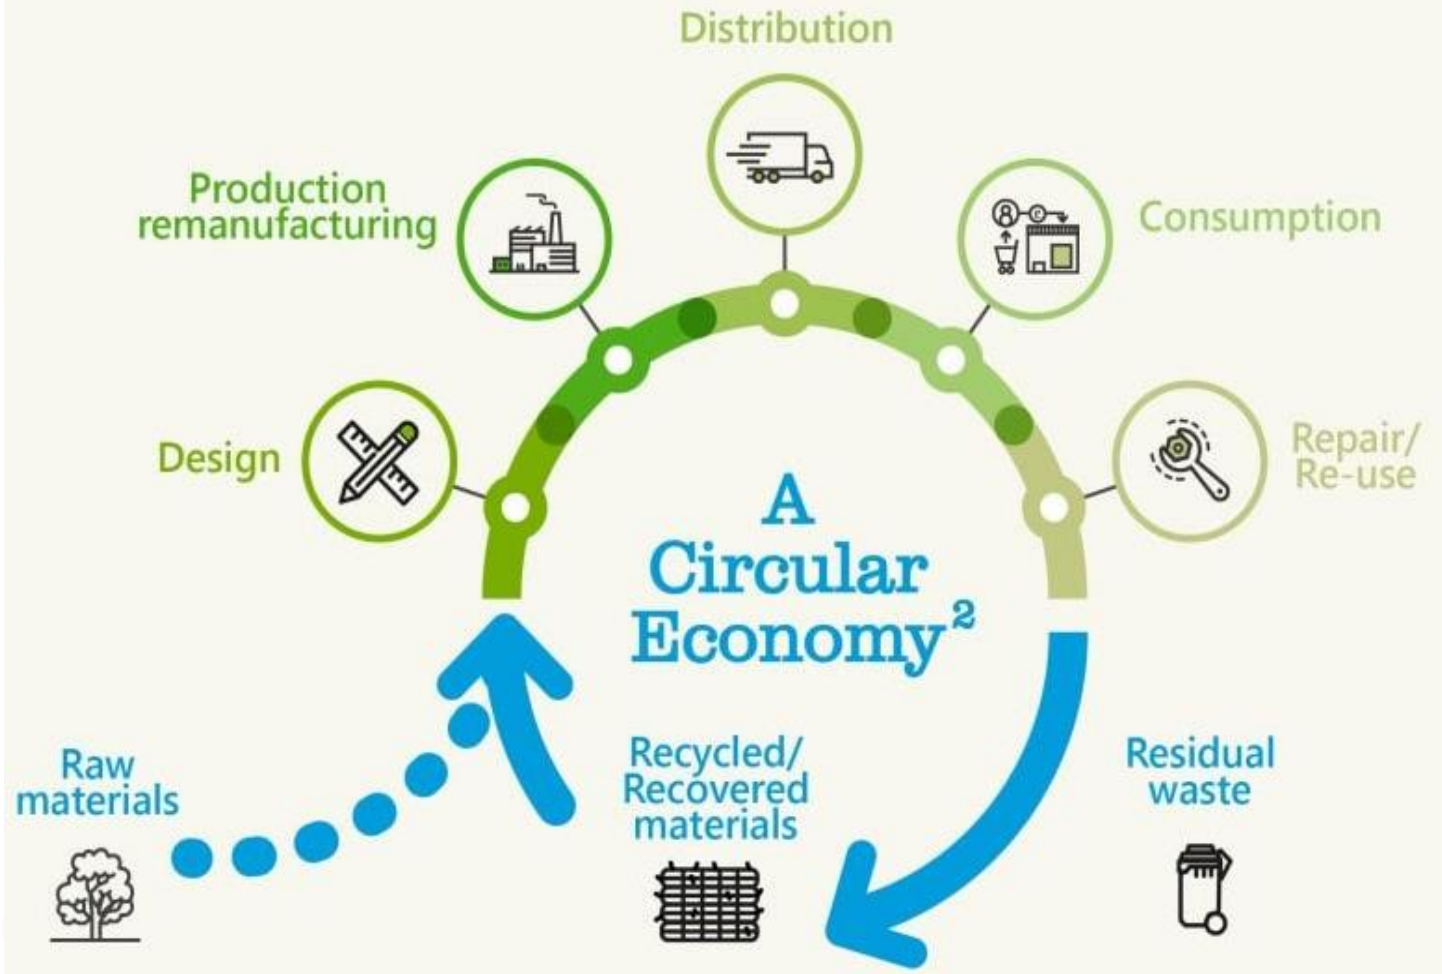 Distribution
Production
remanufacturing
Consumption
Design
Repair/
Re-use
A
Circular
Economy²
Raw
materials
Recycled/
Recovered
materials
Residual
waste